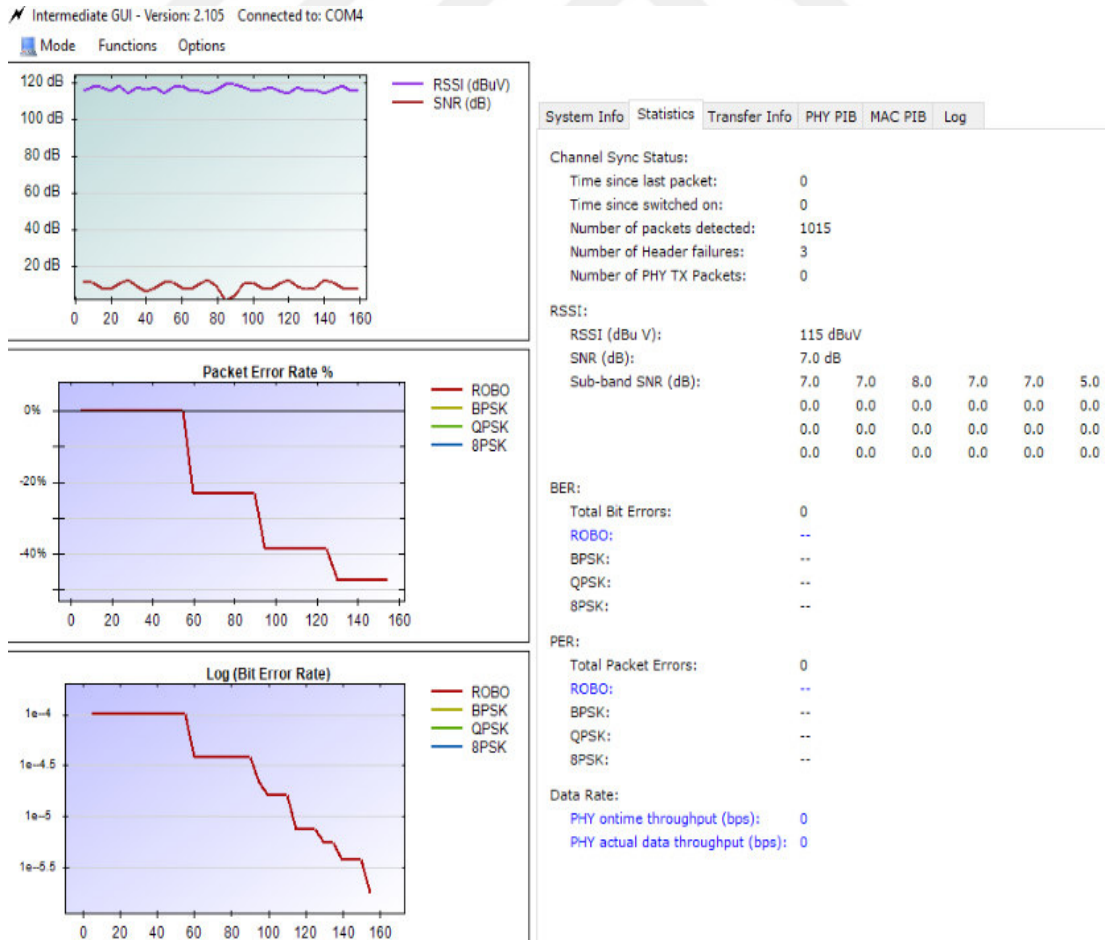 Intermediate GUI - Version: 2.105 Connected to: COM4
Mode Functions Options
120 dB
100 dB
80 dB
60 dB
40 dB
20 dB
0 20 40 60 80 100 120 140 160
RSSI (dBuV)
SNR (dB)
Packet Error Rate %
0%
-20%
-40%
0 20 40 60 80 100 120 140 160
ROBO
BPSK
QPSK
8PSK
Log (Bit Error Rate)
1e-4
1e-4.5
1e-5
1e-5.5
0 20 40 60 80 100 120 140 160
ROBO
BPSK
QPSK
8PSK
System Info Statistics Transfer Info PHY PIB MAC PIB Log
Channel Sync Status:
Time since last packet: 0
Time since switched on: 0
Number of packets detected: 1015
Number of Header failures: 3
Number of PHY TX Packets: 0
RSSI:
RSSI (dBu V): 115 dBuV
SNR (dB): 7.0 dB
Sub-band SNR (dB): 7.0 7.0 8.0 7.0 7.0 5.0
0.0 0.0 0.0 0.0 0.0 0.0
0.0 0.0 0.0 0.0 0.0 0.0
0.0 0.0 0.0 0.0 0.0 0.0
BER:
Total Bit Errors: 0
ROBO: --
BPSK: --
QPSK: --
8PSK: --
PER:
Total Packet Errors: 0
ROBO: --
BPSK: --
QPSK: --
8PSK: --
Data Rate:
PHY ontime throughput (bps): 0
PHY actual data throughput (bps): 0